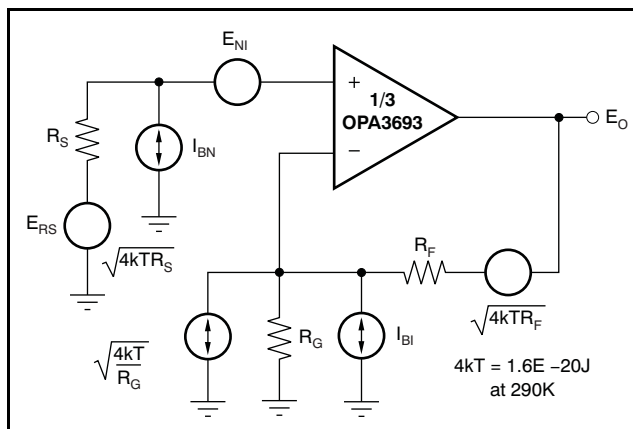 E_NI
+
1/3
OPA3693
−
E_O
R_S
I_BN
E_RS
√4kTR_S
R_F
√4kTR_F
√4kT/R_G
R_G
I_BI
4kT = 1.6E −20J
at 290K